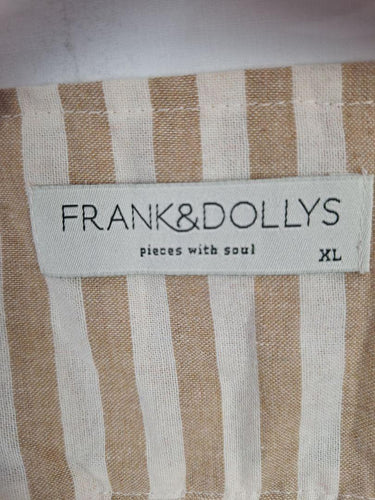 FRANK&DOLLYS
pieces with soul
XL